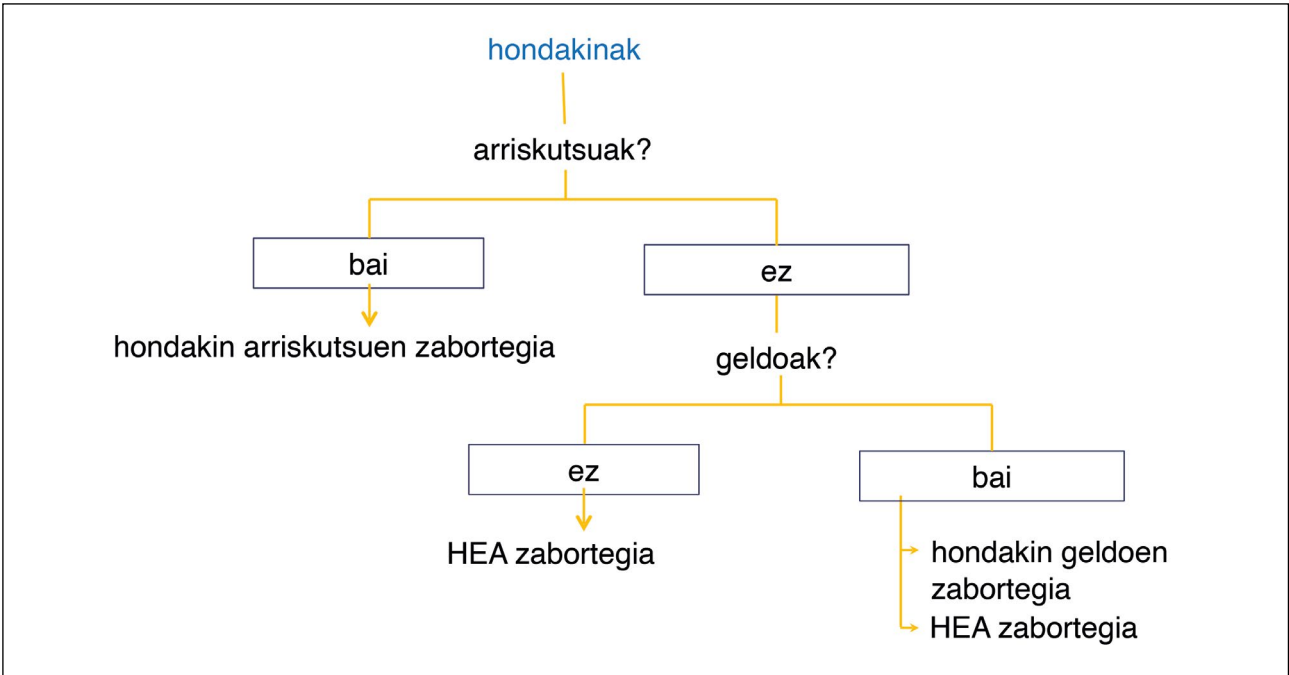 hondakinak
arriskutsuak?
bai
ez
hondakin arriskutsuen zabortegia
geldoak?
ez
bai
HEA zabortegia
hondakin geldoen
zabortegia
HEA zabortegia